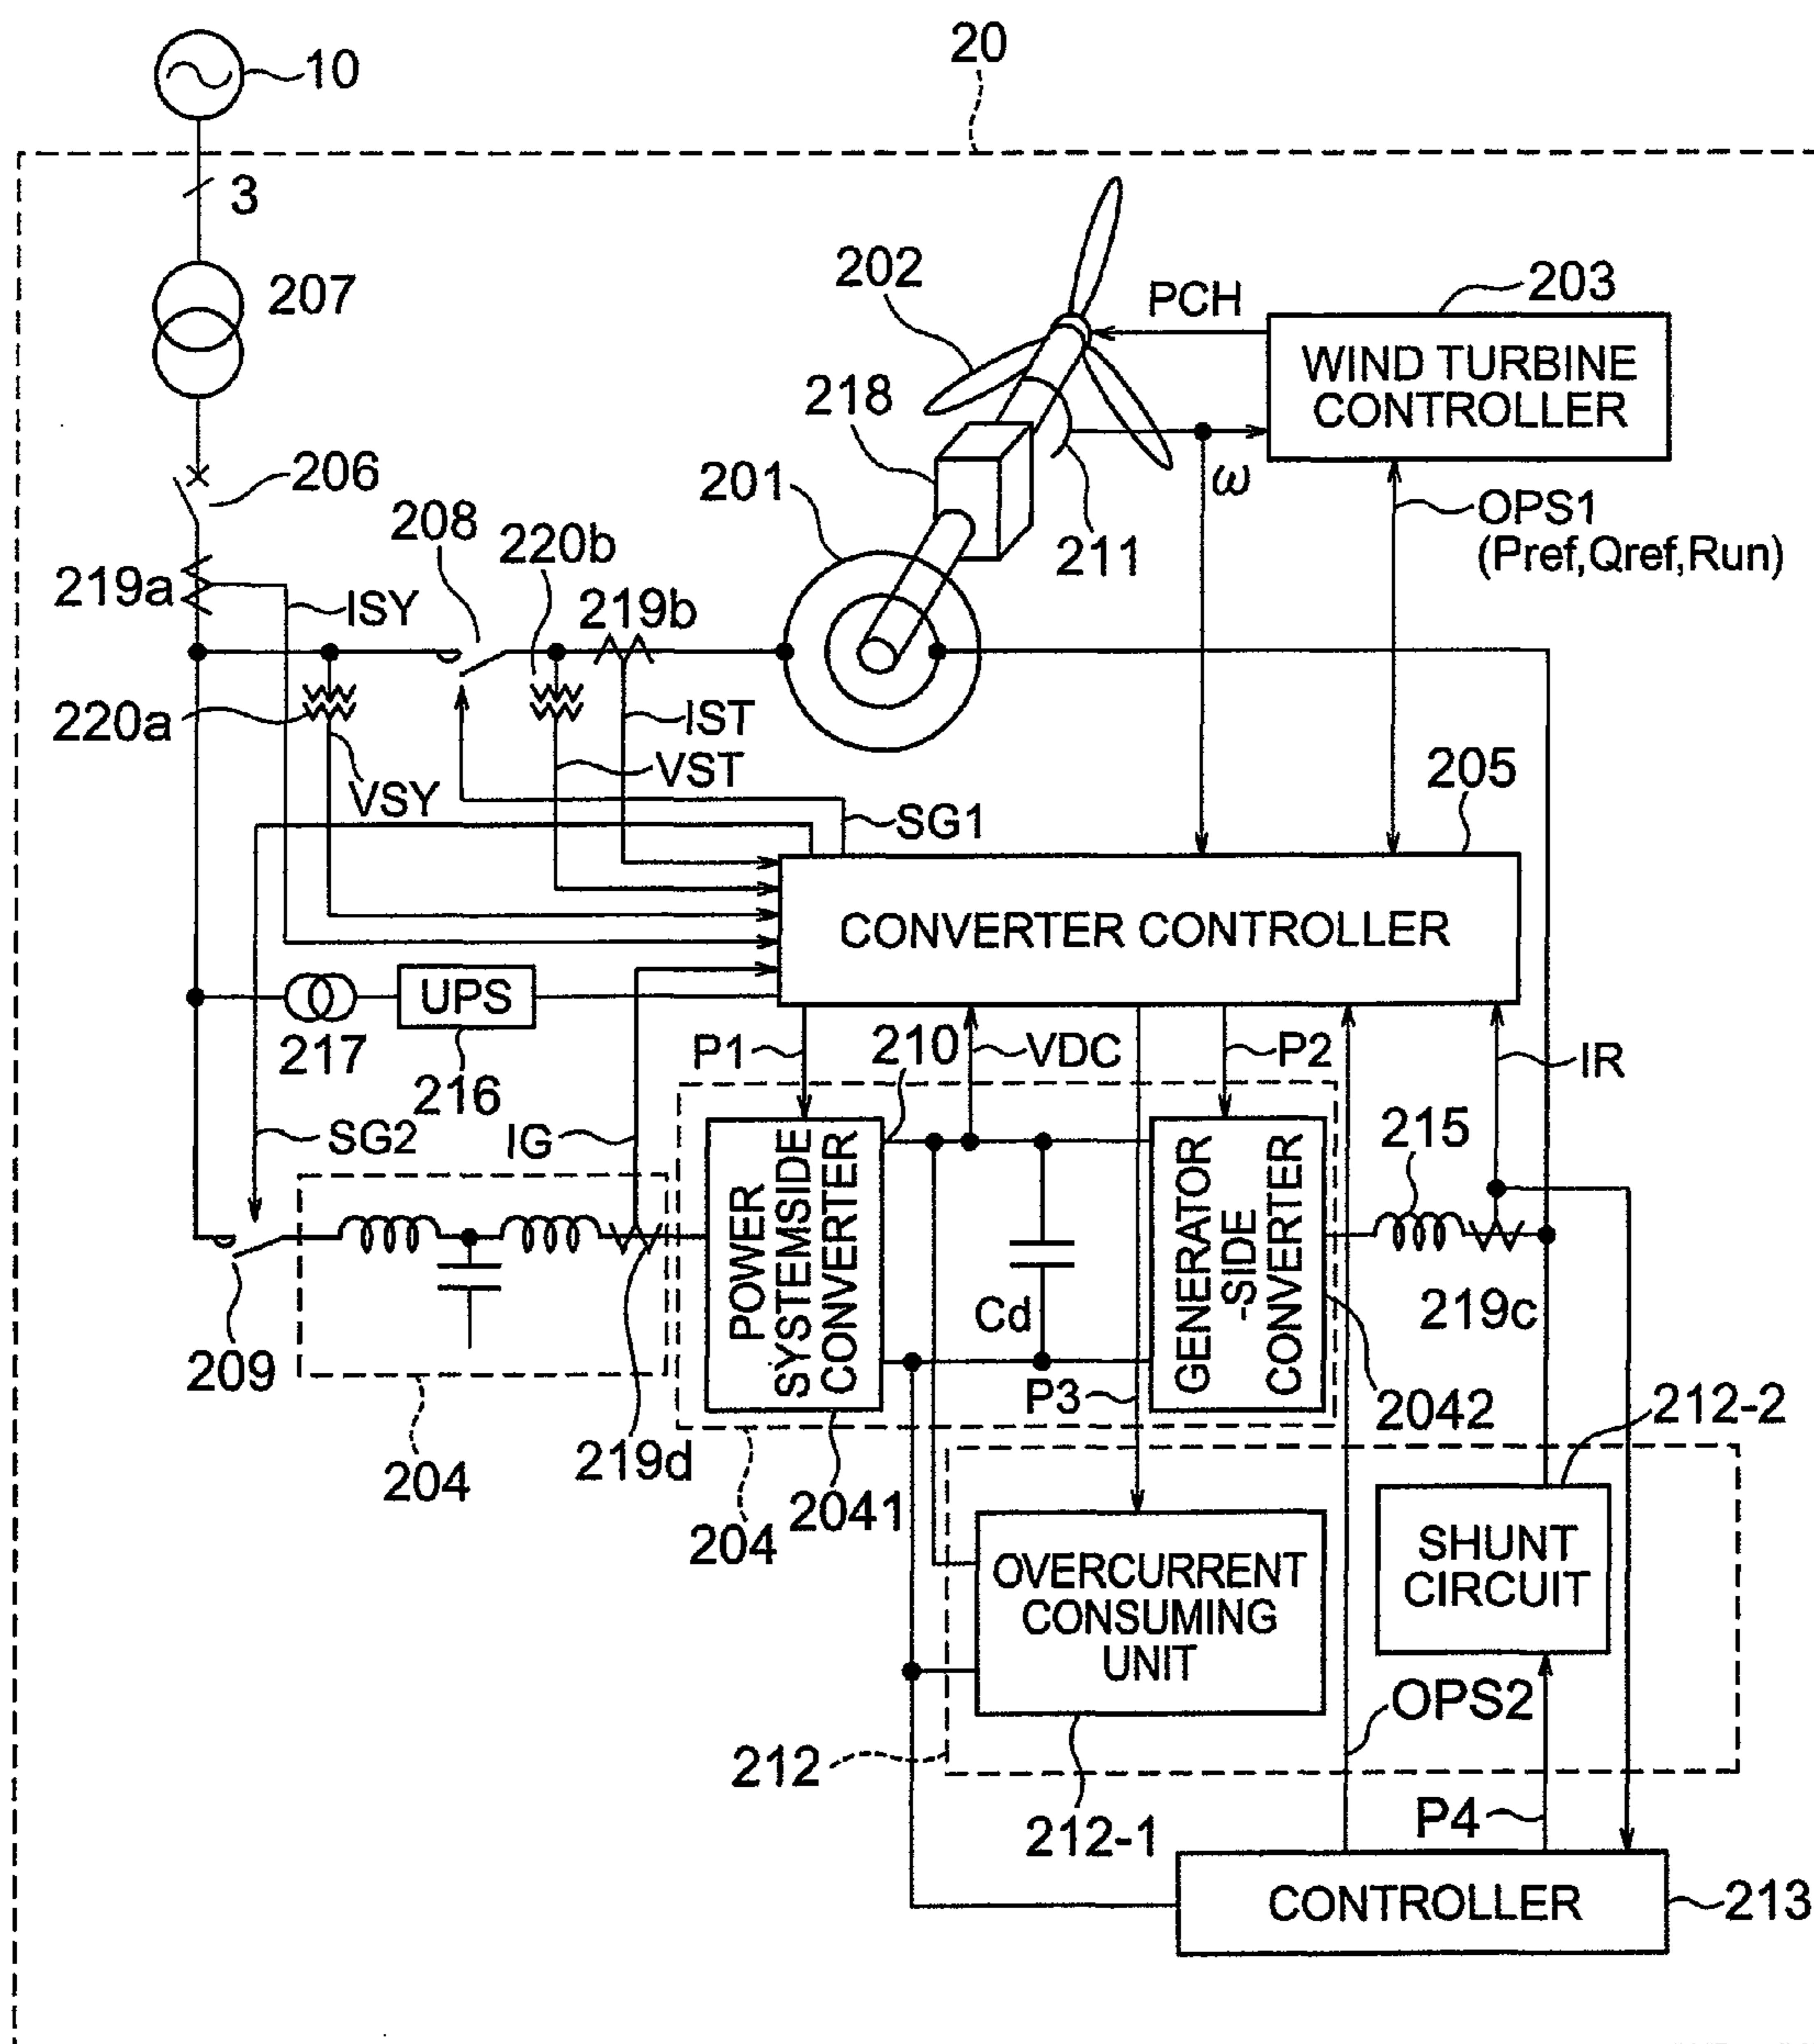 20
10
3
207
202
PCH
203
WIND TURBINE
CONTROLLER
218
206
208
201
220b
ω
211
OPS1
(Pref,Qref,Run)
219a
ISY
219b
220a
IST
VST
VSY
SG1
205
CONVERTER CONTROLLER
UPS
217
216
P1
210
VDC
P2
IR
SG2
IG
215
POWER
SYSTEMSIDE
CONVERTER
GENERATOR
-SIDE
CONVERTER
Cd
219c
209
P3
2042
212-2
204
219d
204
2041
OVERCURRENT
CONSUMING
UNIT
SHUNT
CIRCUIT
OPS2
212
212-1
P4
CONTROLLER
213